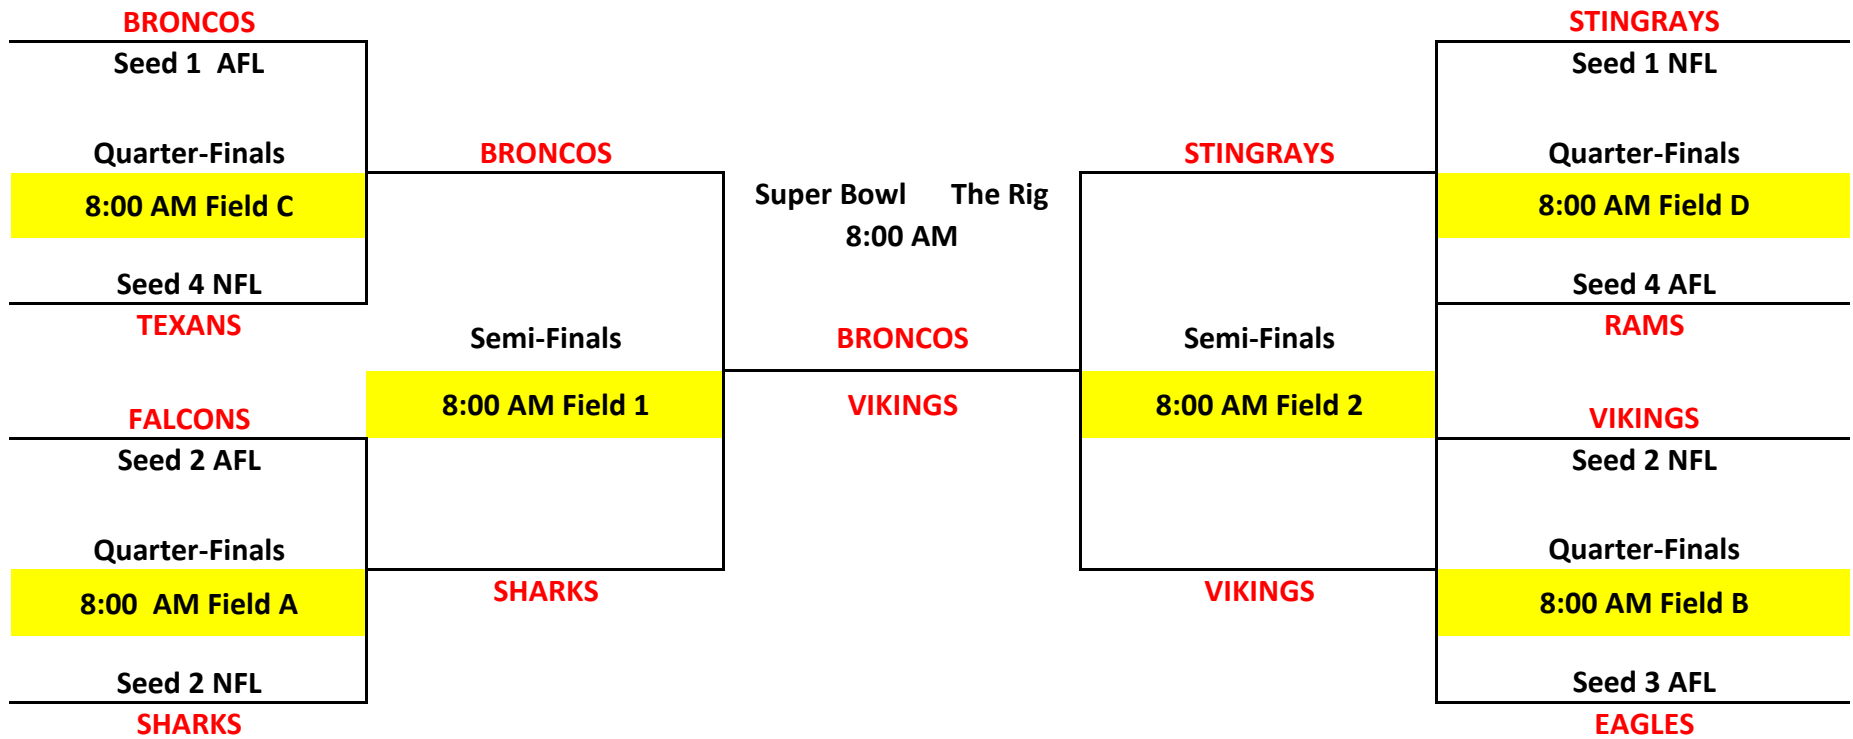 BRONCOS
Seed 1 AFL
Quarter-Finals
8:00 AM Field C
Seed 4 NFL
TEXANS
FALCONS
Seed 2 AFL
Quarter-Finals
8:00 AM Field A
Seed 2 NFL
SHARKS
BRONCOS
Semi-Finals
8:00 AM Field 1
SHARKS
Super Bowl The Rig
8:00 AM
BRONCOS
VIKINGS
STINGRAYS
Semi-Finals
8:00 AM Field 2
VIKINGS
STINGRAYS
Seed 1 NFL
Quarter-Finals
8:00 AM Field D
Seed 4 AFL
RAMS
VIKINGS
Seed 2 NFL
Quarter-Finals
8:00 AM Field B
Seed 3 AFL
EAGLES